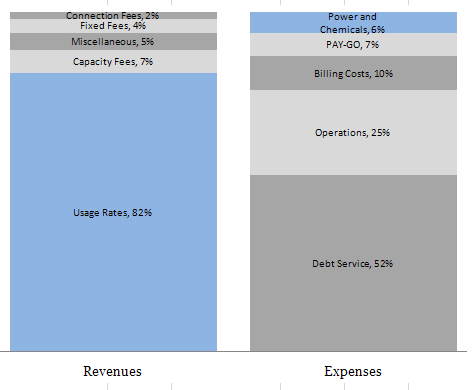 Connection Fees, 2%
Fixed Fees, 4%
Miscellaneous, 5%
Capacity Fees, 7%
Usage Rates, 82%
Power and
Chemicals, 6%
PAY-GO, 7%
Billing Costs, 10%
Operations, 25%
Debt Service, 52%
Revenues
Expenses